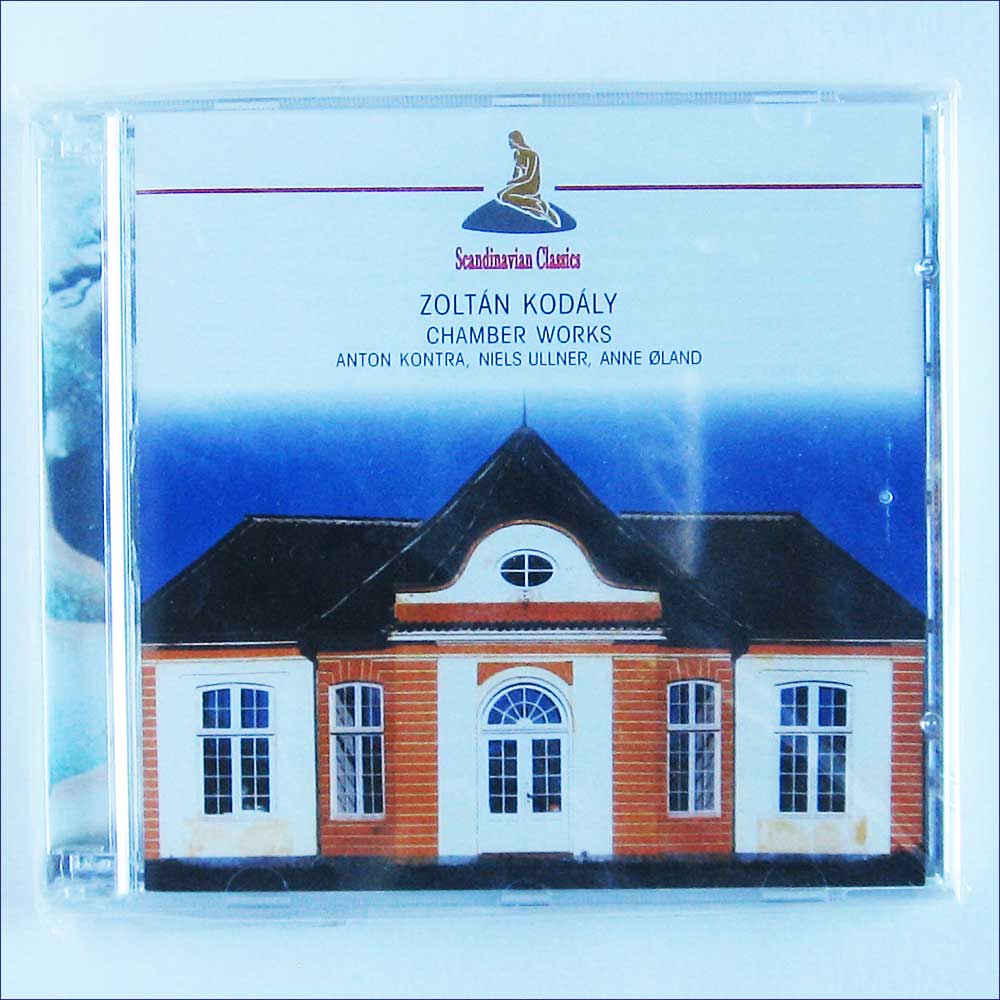 Scandinavian Classics
ZOLTÁN KODÁLY
CHAMBER WORKS
ANTON KONTRA, NIELS ULLNER, ANNE ØLAND